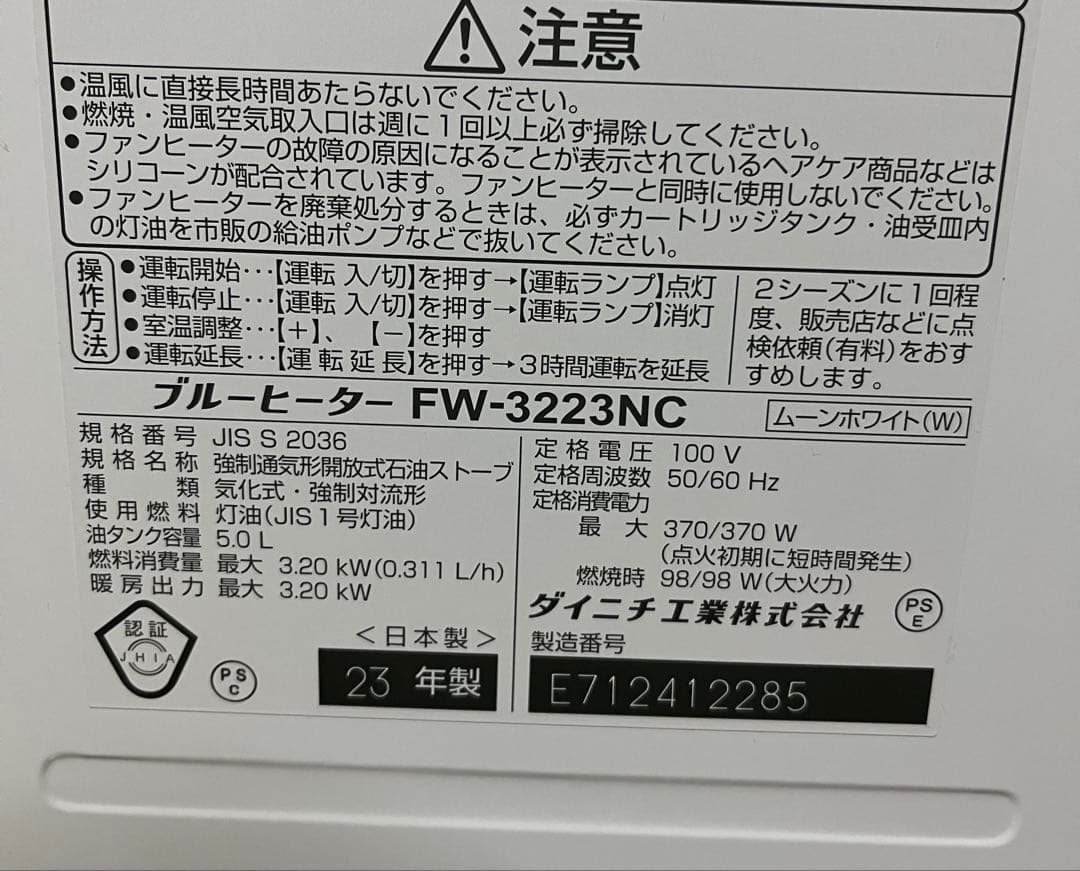 注意
●温風に直接長時間あたらないでください。
●燃焼・温風空気取入口は週に1回以上必ず掃除してください。
●ファンヒーターの故障の原因になることが表示されているヘアケア商品などは
シリコーンが配合されています。ファンヒーターと同時に使用しないでください。
●ファンヒーターを廃棄処分するときは、必ずカートリッジタンク・油受皿内
の灯油を市販の給油ポンプなどで抜いてください。
操作方法
●運転開始･･･【運転 入/切】を押す→【運転ランプ】点灯
●運転停止･･･【運転 入/切】を押す→【運転ランプ】消灯
●室温調整･･･【＋】、【－】を押す
●運転延長･･･【運転延長】を押す→3時間運転を延長
2シーズンに1回程
度、販売店などに点
検依頼(有料)をおす
すめします。
ブルーヒーター FW-3223NC
ムーンホワイト(W)
規格番号 JIS S 2036
規格名称 強制通気形開放式石油ストーブ
種類 気化式・強制対流形
使用燃料 灯油(JIS1号灯油)
油タンク容量 5.0 L
燃料消費量 最大 3.20 kW(0.311 L/h)
暖房出力 最大 3.20 kW
認証
JHIA
PS
C
＜日本製＞
23 年製
定格電圧 100 V
定格周波数 50/60 Hz
定格消費電力
最大 370/370 W
(点火初期に短時間発生)
燃焼時 98/98 W(大火力)
ダイニチ工業株式会社
PS
E
製造番号
E712412285